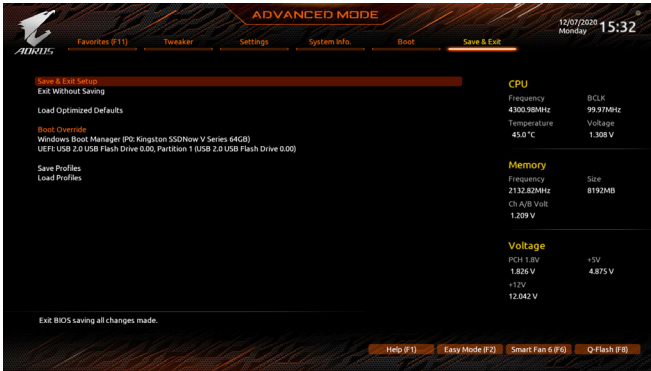 ADVANCED MODE
12/07/2020
Monday
15:32
AORUS
Favorites (F11) Tweaker Settings System Info. Boot Save & Exit
Save & Exit Setup
Exit Without Saving
Load Optimized Defaults
Boot Override
Windows Boot Manager (P0: Kingston SSDNow V Series 64GB)
UEFI: USB 2.0 USB Flash Drive 0.00, Partition 1 (USB 2.0 USB Flash Drive 0.00)
Save Profiles
Load Profiles
CPU
Frequency BCLK
4300.98MHz 99.97MHz
Temperature Voltage
45.0 °C 1.308 V
Memory
Frequency Size
2132.82MHz 8192MB
Ch A/B Volt
1.209 V
Voltage
PCH 1.8V +5V
1.826 V 4.875 V
+12V
12.042 V
Exit BIOS saving all changes made.
Help (F1) Easy Mode (F2) Smart Fan 6 (F6) Q-Flash (F8)